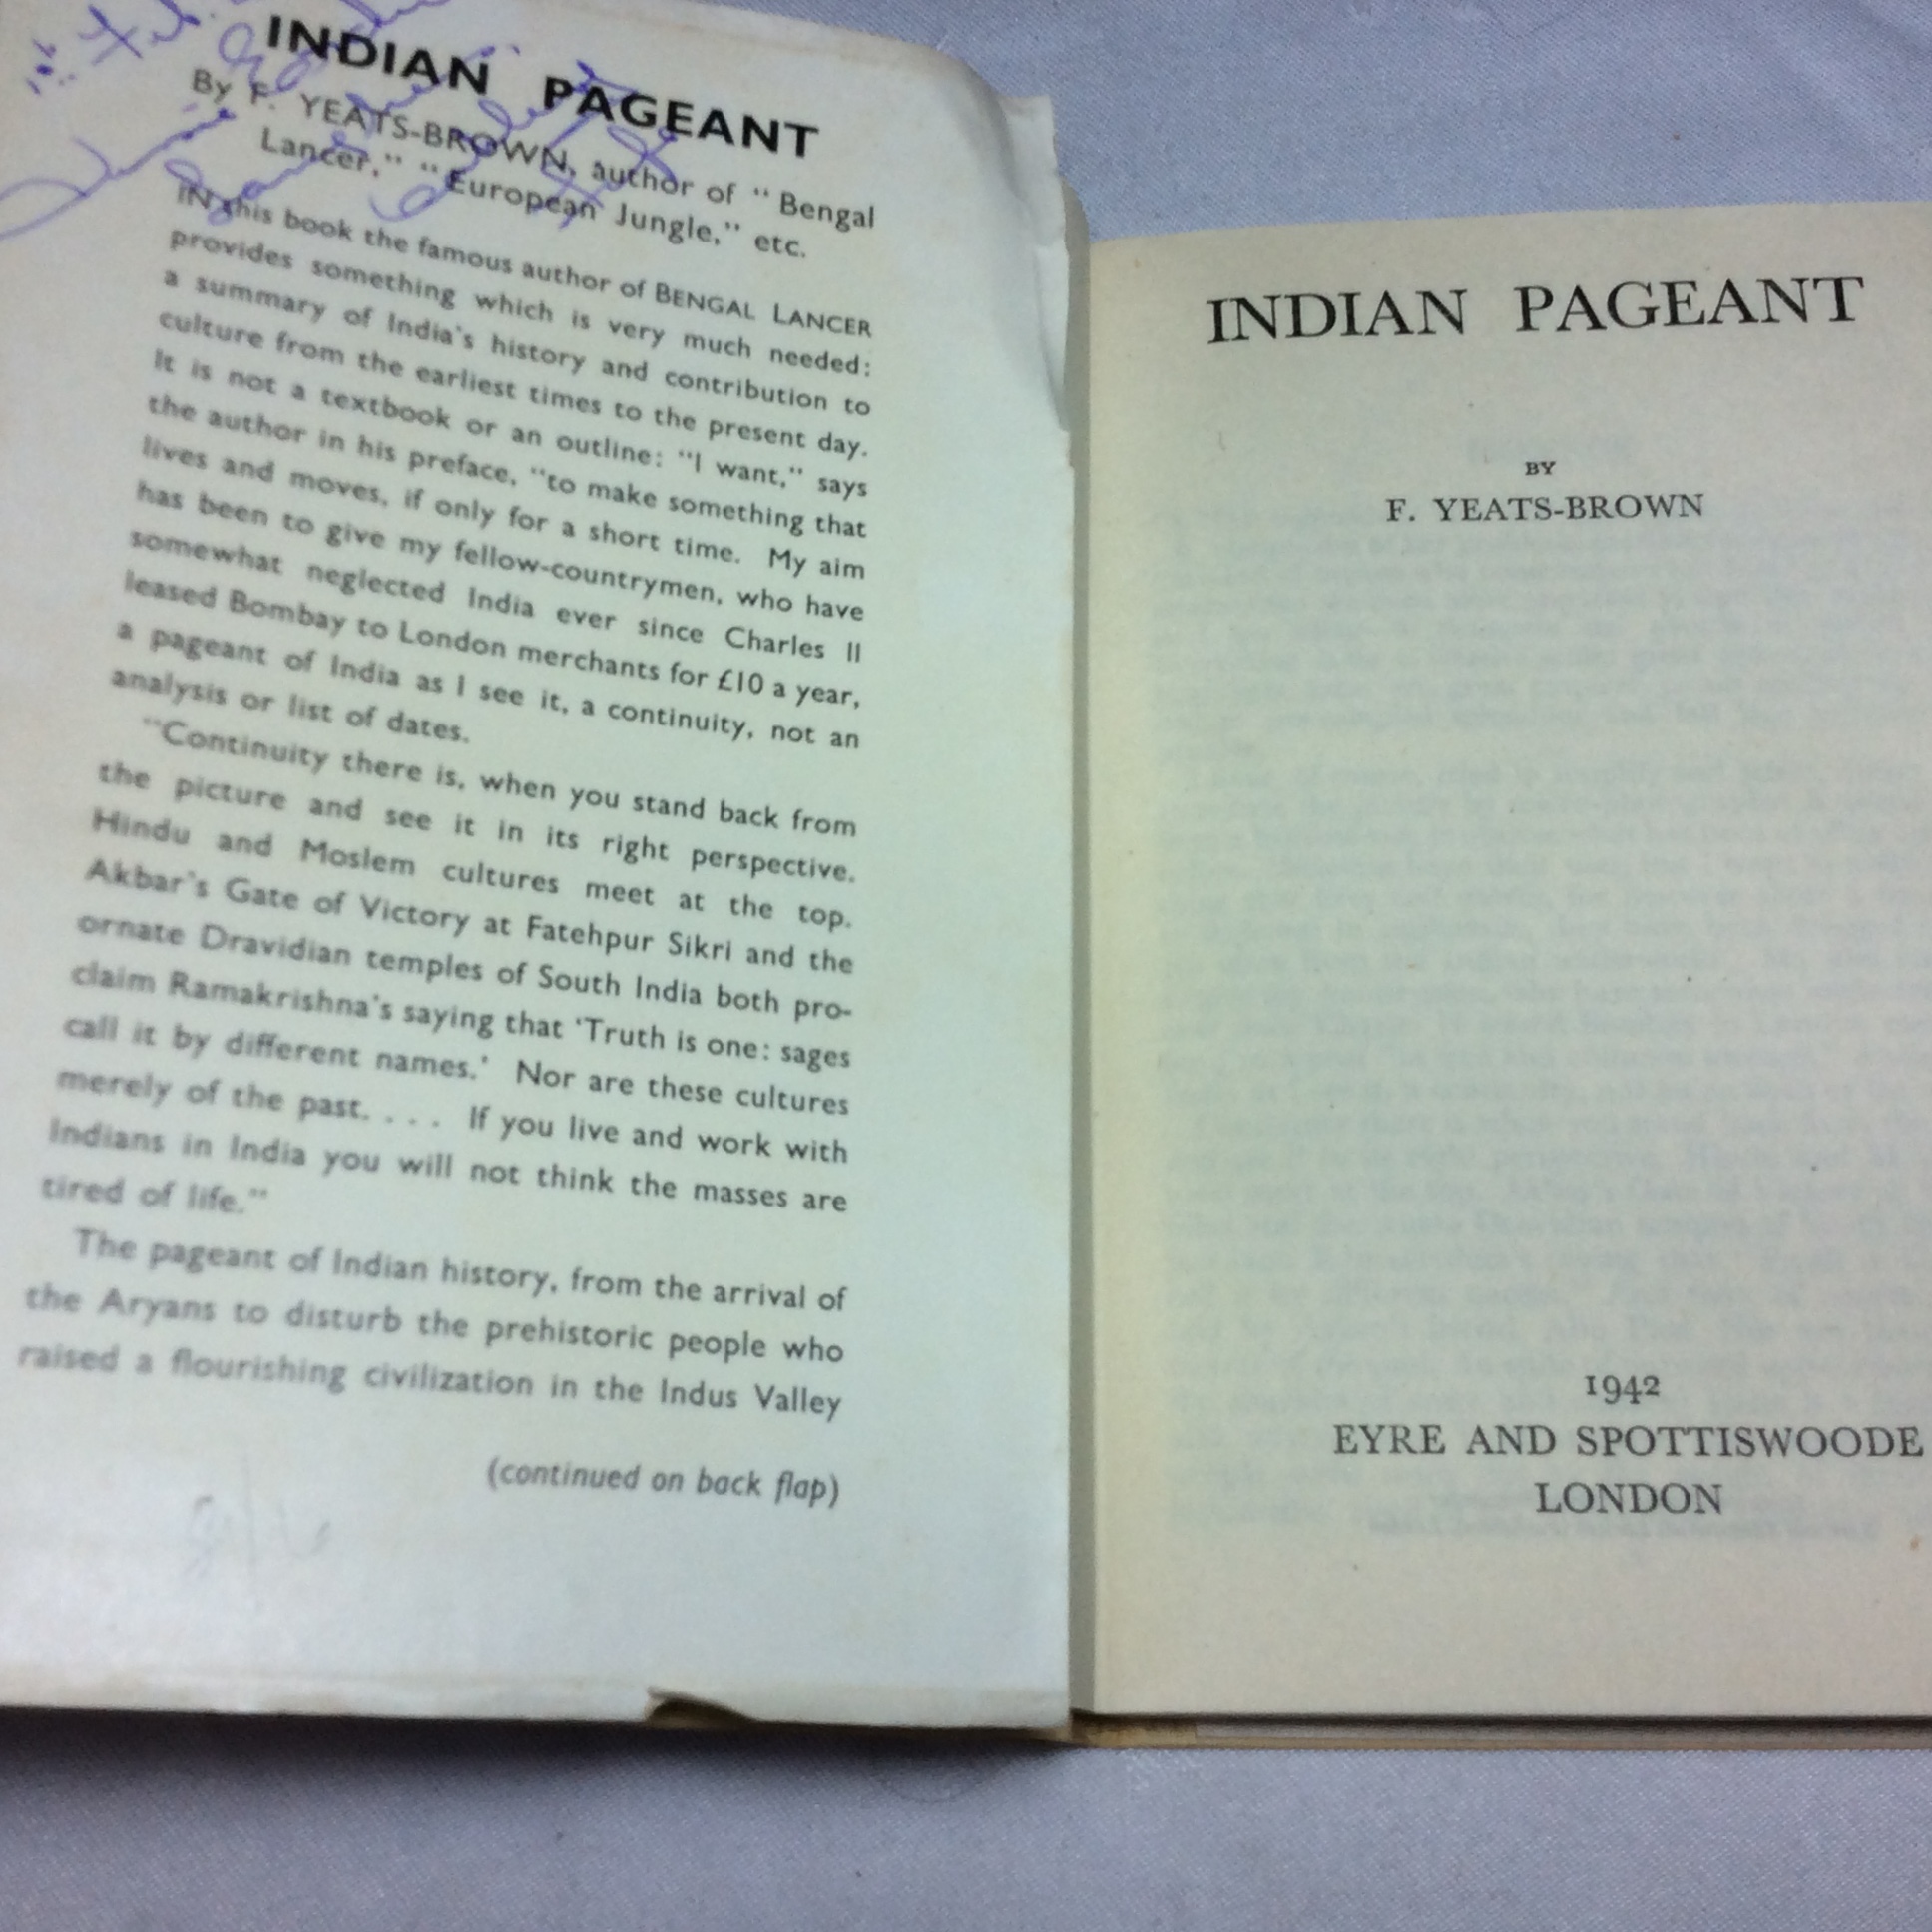 INDIAN PAGEANT
By F. YEATS-BROWN, author of "Bengal
Lancer," "European Jungle," etc.
IN this book the famous author of BENGAL LANCER
provides something which is very much needed:
a summary of India's history and contribution to
culture from the earliest times to the present day.
It is not a textbook or an outline: "I want," says
the author in his preface, "to make something that
lives and moves, if only for a short time. My aim
has been to give my fellow-countrymen, who have
somewhat neglected India ever since Charles II
leased Bombay to London merchants for £10 a year,
a pageant of India as I see it, a continuity, not an
analysis or list of dates.
"Continuity there is, when you stand back from
the picture and see it in its right perspective.
Hindu and Moslem cultures meet at the top.
Akbar's Gate of Victory at Fatehpur Sikri and the
ornate Dravidian temples of South India both pro-
claim Ramakrishna's saying that 'Truth is one: sages
call it by different names.' Nor are these cultures
merely of the past. . . . If you live and work with
Indians in India you will not think the masses are
tired of life."
The pageant of Indian history, from the arrival of
the Aryans to disturb the prehistoric people who
raised a flourishing civilization in the Indus Valley
(continued on back flap)
INDIAN PAGEANT
BY
F. YEATS-BROWN
1942
EYRE AND SPOTTISWOODE
LONDON